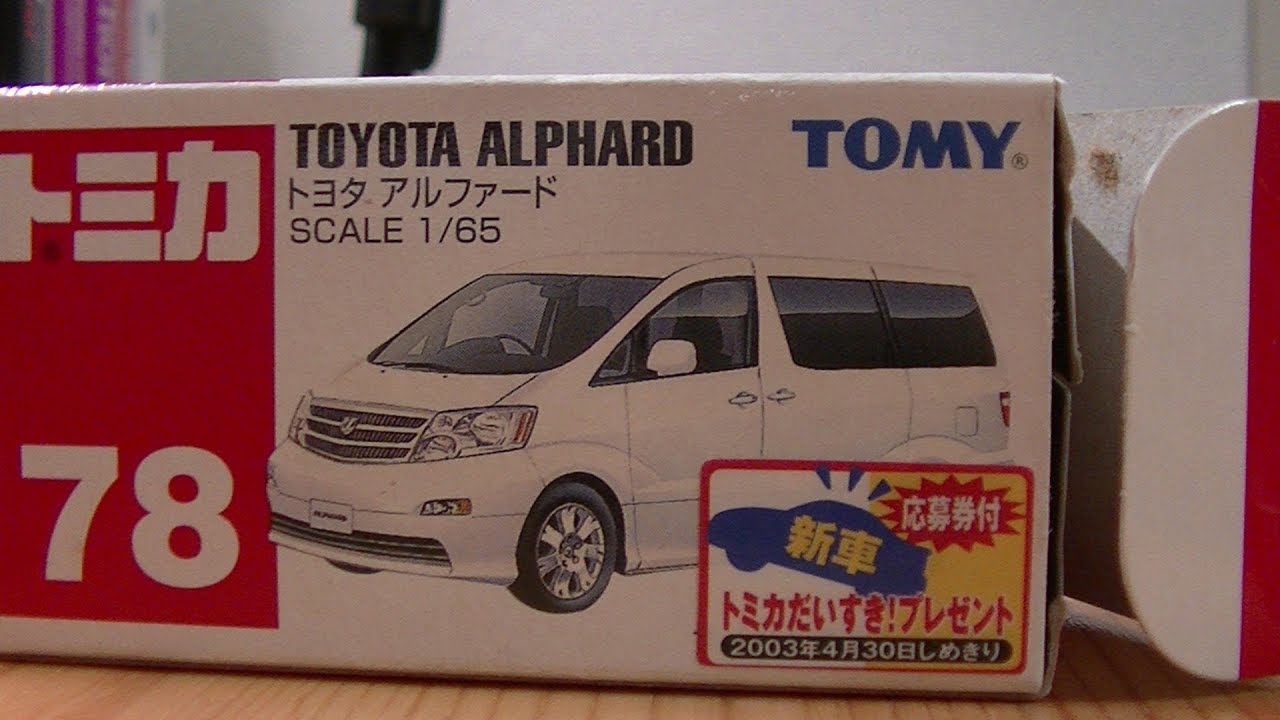 トミカ
78
TOYOTA ALPHARD
トヨタ アルファード
SCALE 1/65
TOMY®
ALPHARD
応募券付
新車
トミカだいすき!プレゼント
2003年4月30日しめきり